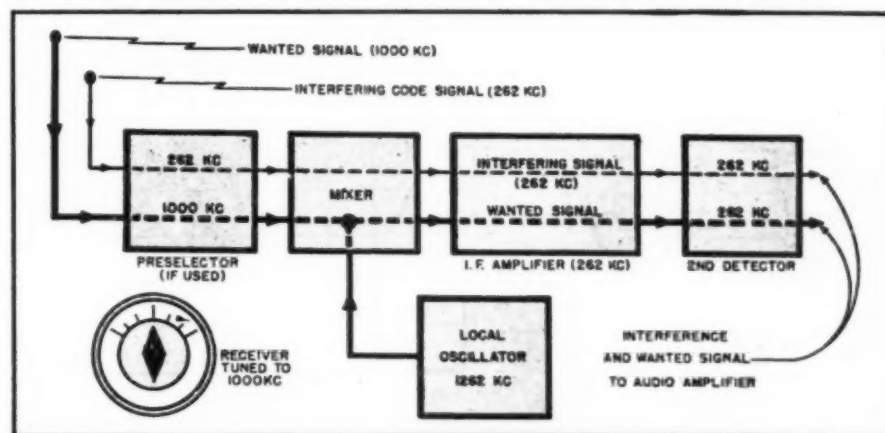 WANTED SIGNAL (1000 KC)
INTERFERING CODE SIGNAL (262 KC)
262 KC
1000 KC
PRESELECTOR
(IF USED)
MIXER
INTERFERING SIGNAL
(262 KC)
WANTED SIGNAL
I.F. AMPLIFIER (262 KC)
262 KC
262 KC
2ND DETECTOR
RECEIVER
TUNED TO
1000KC
LOCAL
OSCILLATOR
1262 KC
INTERFERENCE
AND WANTED SIGNAL
TO AUDIO AMPLIFIER